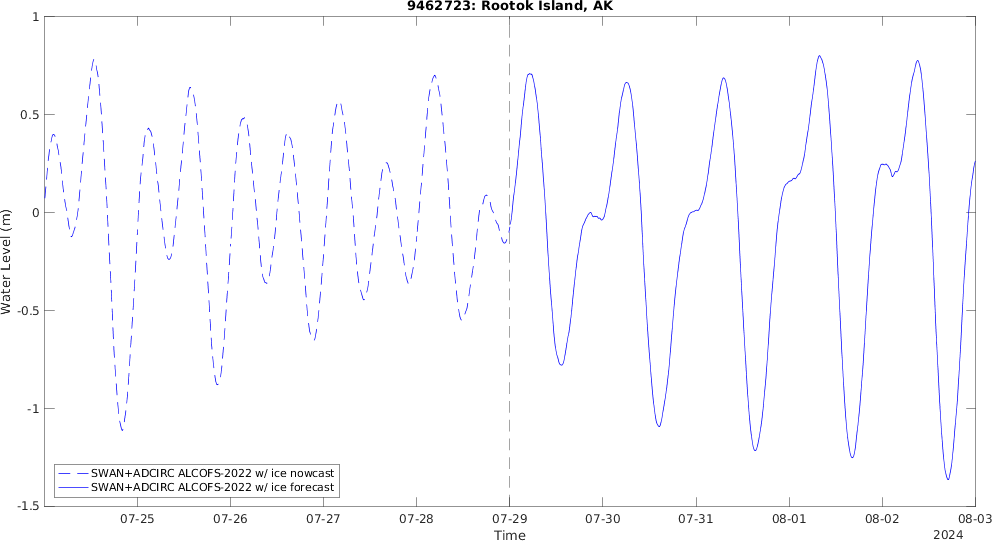 9462723: Rootok Island, AK
1
0.5
0
-0.5
-1
-1.5
Water Level (m)
SWAN+ADCIRC ALCOFS-2022 w/ ice nowcast
SWAN+ADCIRC ALCOFS-2022 w/ ice forecast
07-25 07-26 07-27 07-28 07-29 07-30 07-31 08-01 08-02 08-03
Time
2024